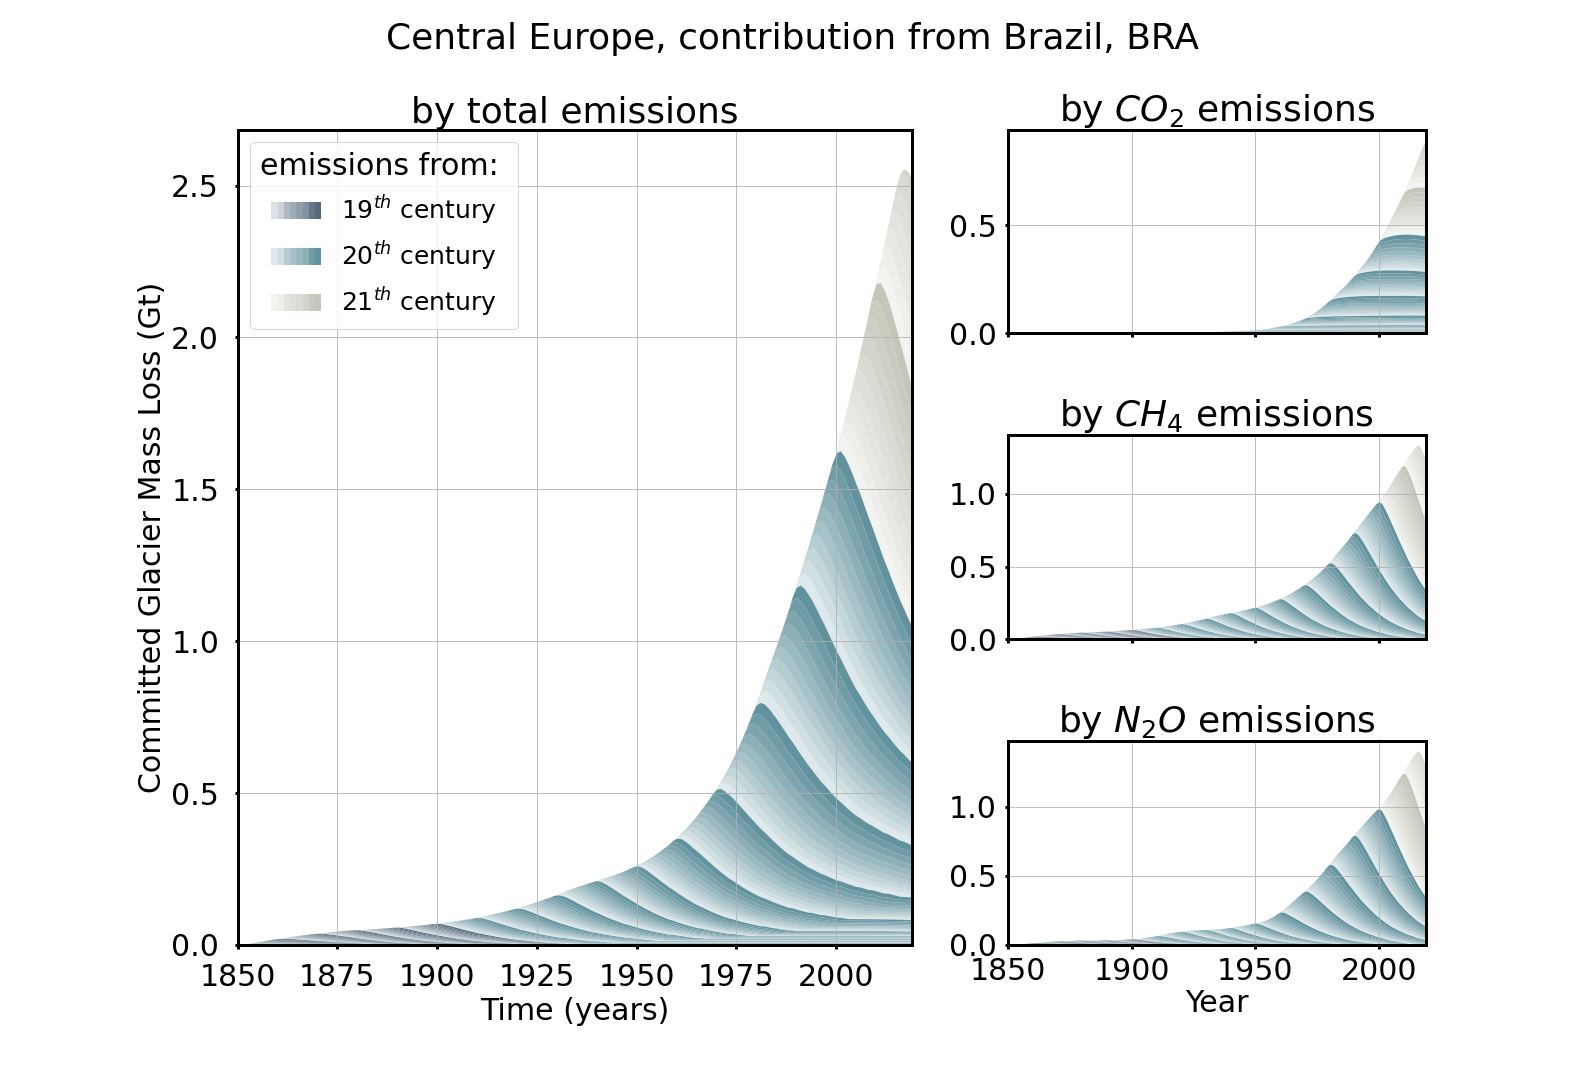 Central Europe, contribution from Brazil, BRA
by total emissions
emissions from:
19th century
20th century
21th century
Committed Glacier Mass Loss (Gt)
2.5
2.0
1.5
1.0
0.5
0.0
1850 1875 1900 1925 1950 1975 2000
Time (years)
by CO2 emissions
0.5
0.0
by CH4 emissions
1.0
0.5
0.0
by N2O emissions
1.0
0.5
0.0
1850 1900 1950 2000
Year